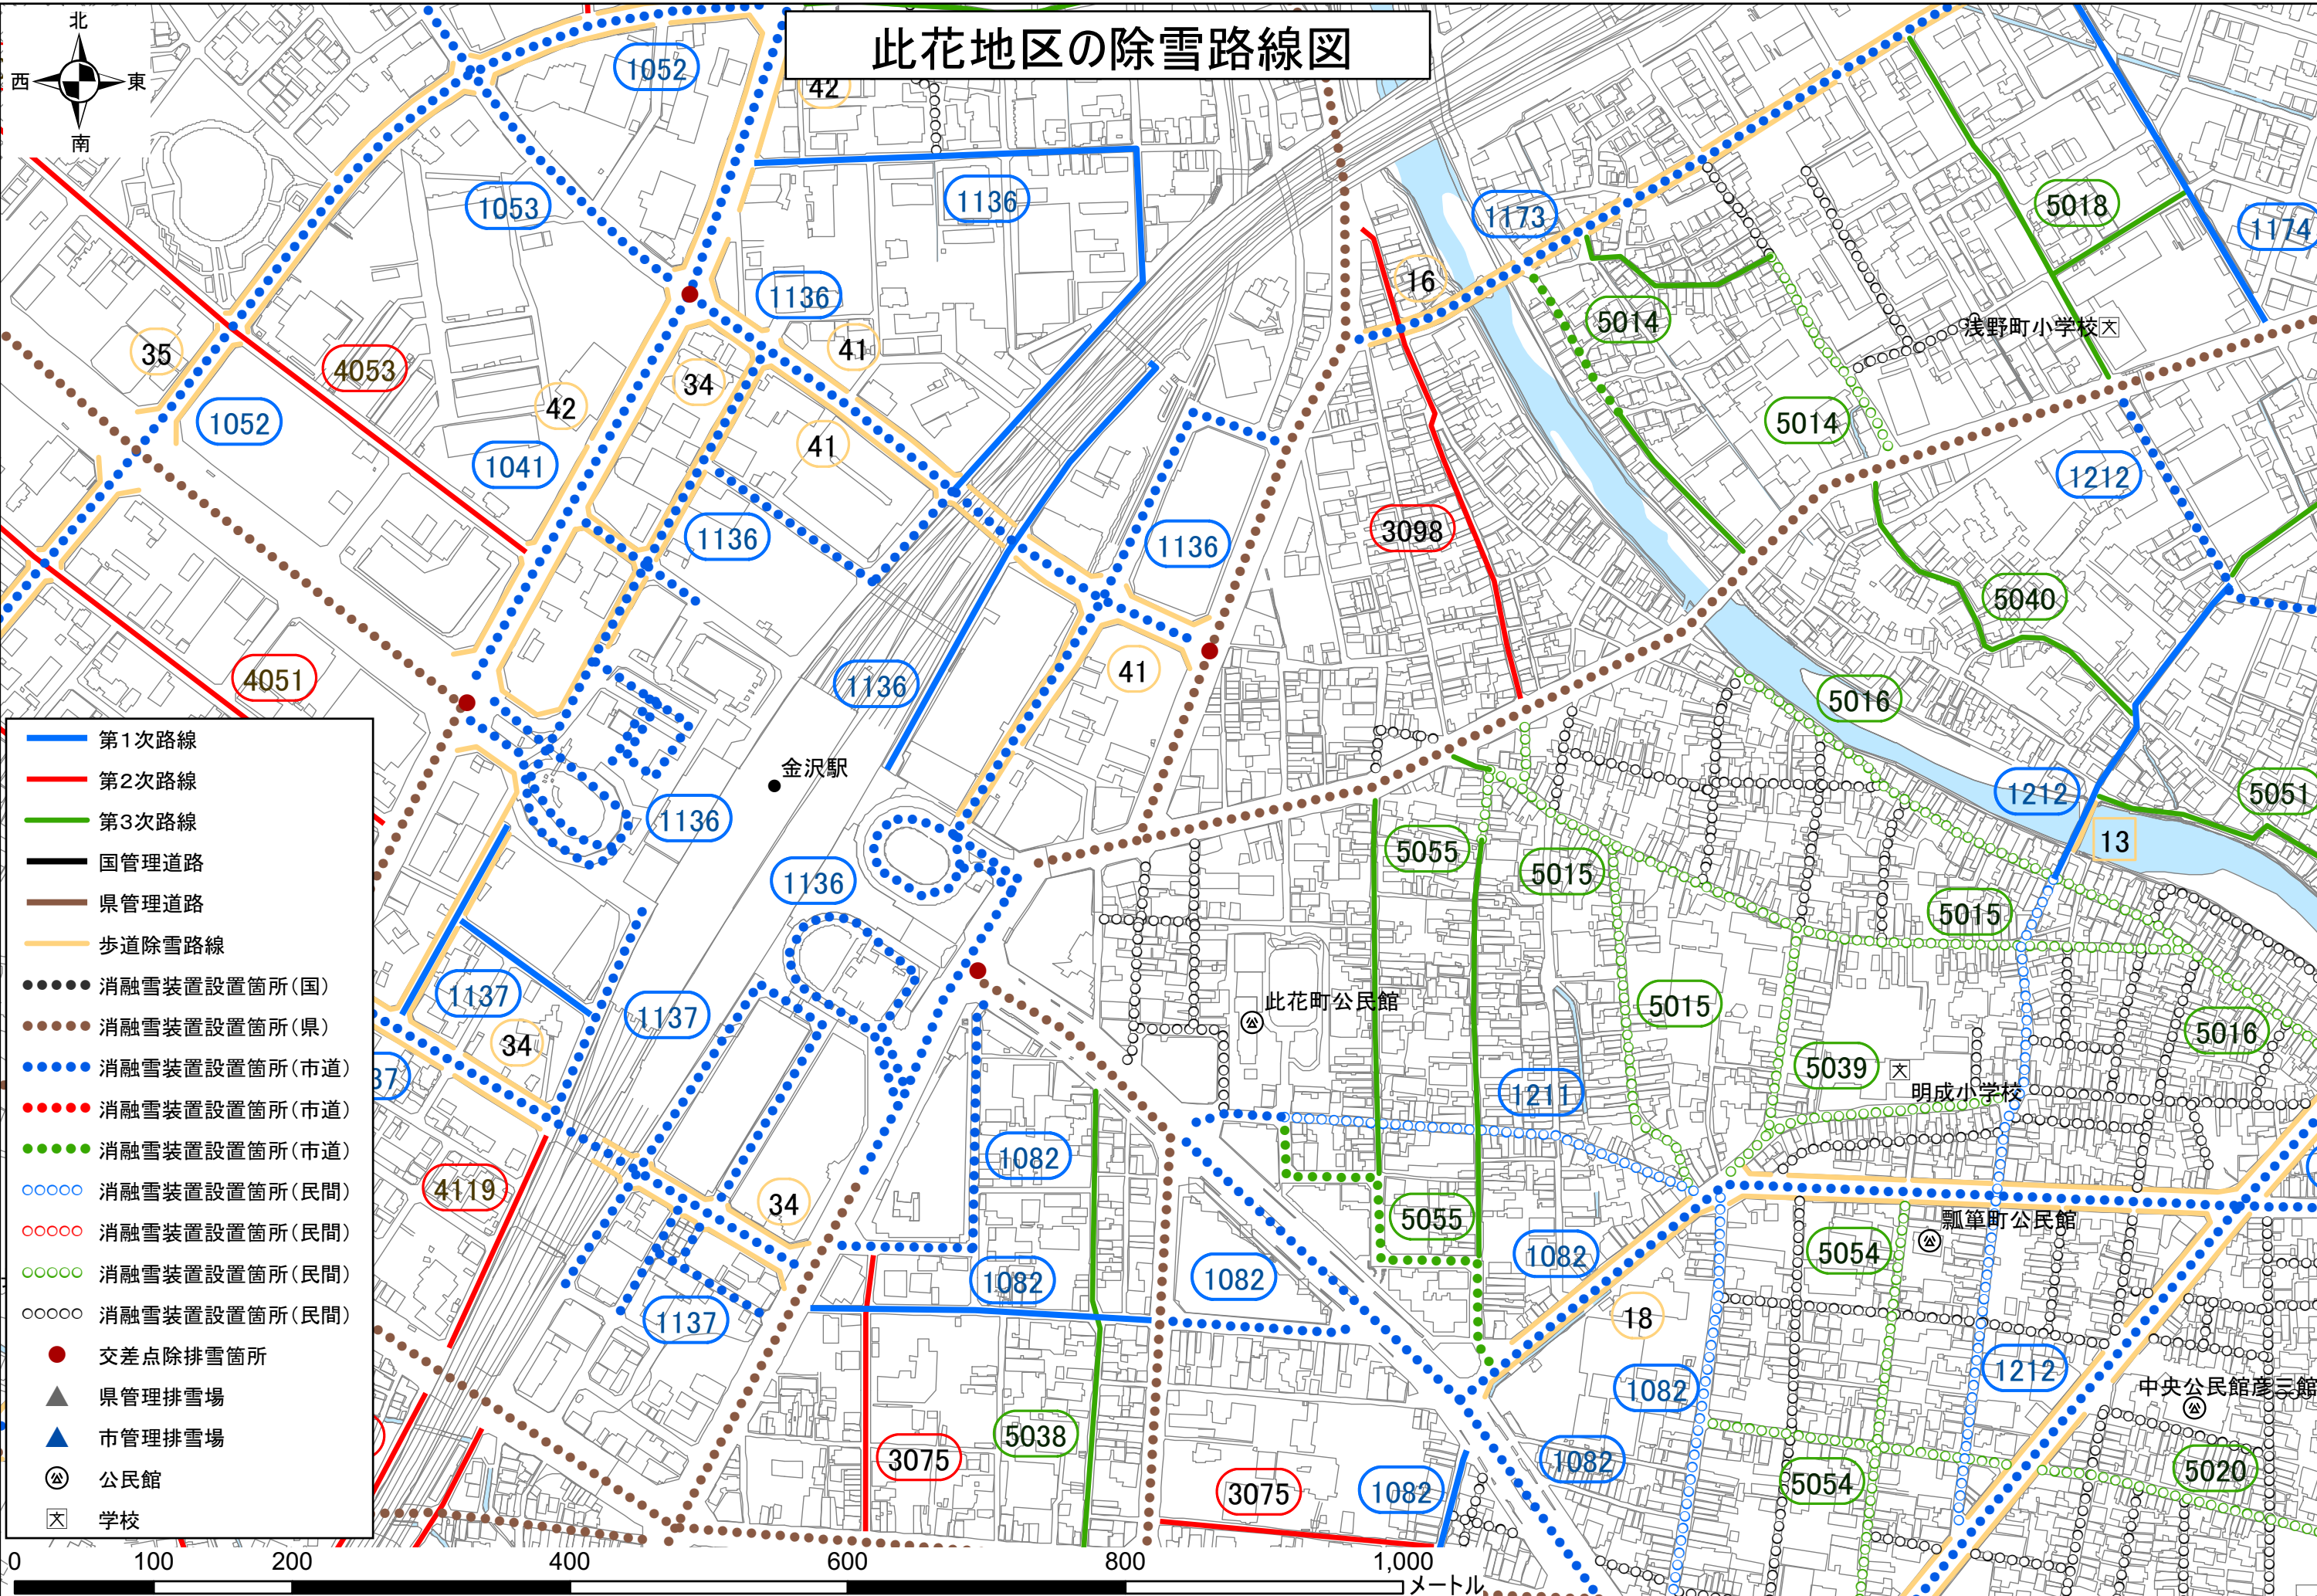 此花地区の除雪路線図
北
西
東
南
1052
42
1053
1136
1173
5018
1174
1136
16
5014
浅野町小学校
文
35
4053
41
34
42
1052
41
5014
1041
1136
1136
3098
1212
5040
4051
1136
41
5016
金沢駅
1136
1212
5051
13
5055
5015
1136
5015
1137
1137
此花町公民館
5015
5016
34
37
5039
文
明成小学校
1211
4119
1082
34
5055
瓢箪町公民館
1082
5054
1082
1082
1137
18
1082
1212
中央公民館彦三館
5038
3075
1082
5020
3075
1082
5054
第1次路線
第2次路線
第3次路線
国管理道路
県管理道路
歩道除雪路線
消融雪装置設置箇所(国)
消融雪装置設置箇所(県)
消融雪装置設置箇所(市道)
消融雪装置設置箇所(市道)
消融雪装置設置箇所(市道)
消融雪装置設置箇所(民間)
消融雪装置設置箇所(民間)
消融雪装置設置箇所(民間)
消融雪装置設置箇所(民間)
交差点除排雪箇所
県管理排雪場
市管理排雪場
公民館
文 学校
0 100 200 400 600 800 1,000
メートル